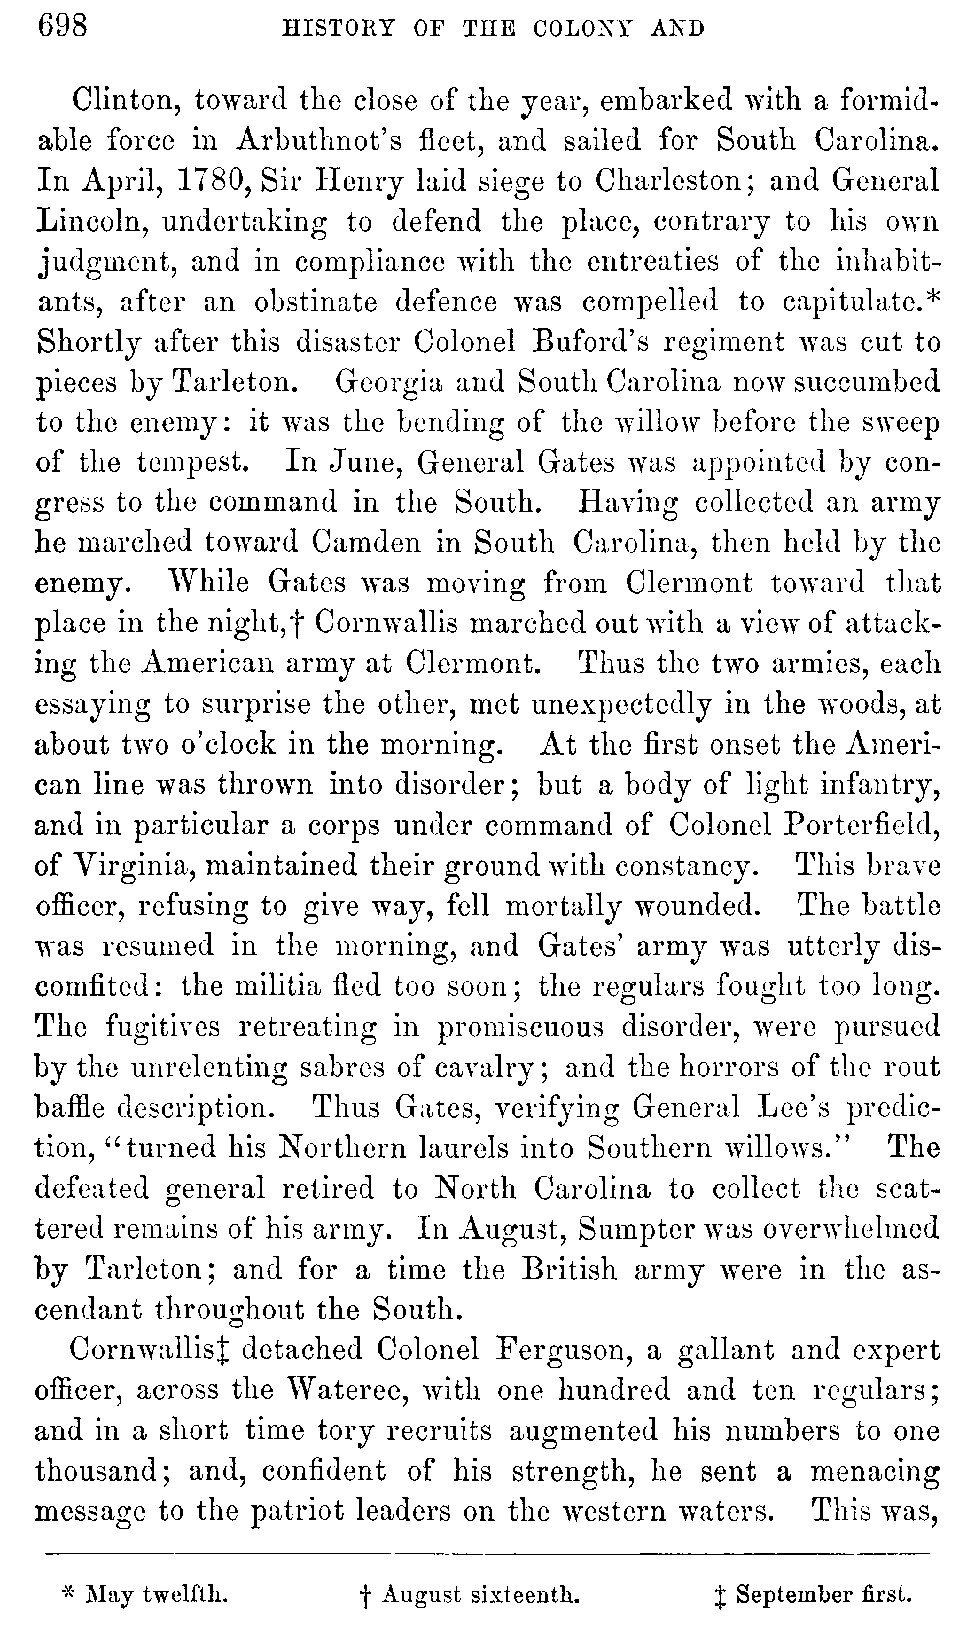 698 HISTORY OF THE COLONY AND
Clinton, toward the close of the year, embarked with a formid-
able force in Arbuthnot's fleet, and sailed for South Carolina.
In April, 1780, Sir Henry laid siege to Charleston; and General
Lincoln, undertaking to defend the place, contrary to his own
judgment, and in compliance with the entreaties of the inhabit-
ants, after an obstinate defence was compelled to capitulate.*
Shortly after this disaster Colonel Buford's regiment was cut to
pieces by Tarleton. Georgia and South Carolina now succumbed
to the enemy: it was the bending of the willow before the sweep
of the tempest. In June, General Gates was appointed by con-
gress to the command in the South. Having collected an army
he marched toward Camden in South Carolina, then held by the
enemy. While Gates was moving from Clermont toward that
place in the night,† Cornwallis marched out with a view of attack-
ing the American army at Clermont. Thus the two armies, each
essaying to surprise the other, met unexpectedly in the woods, at
about two o'clock in the morning. At the first onset the Ameri-
can line was thrown into disorder; but a body of light infantry,
and in particular a corps under command of Colonel Porterfield,
of Virginia, maintained their ground with constancy. This brave
officer, refusing to give way, fell mortally wounded. The battle
was resumed in the morning, and Gates' army was utterly dis-
comfited: the militia fled too soon; the regulars fought too long.
The fugitives retreating in promiscuous disorder, were pursued
by the unrelenting sabres of cavalry; and the horrors of the rout
baffle description. Thus Gates, verifying General Lee's predic-
tion, "turned his Northern laurels into Southern willows." The
defeated general retired to North Carolina to collect the scat-
tered remains of his army. In August, Sumpter was overwhelmed
by Tarleton; and for a time the British army were in the as-
cendant throughout the South.
Cornwallis‡ detached Colonel Ferguson, a gallant and expert
officer, across the Wateree, with one hundred and ten regulars;
and in a short time tory recruits augmented his numbers to one
thousand; and, confident of his strength, he sent a menacing
message to the patriot leaders on the western waters. This was,
* May twelfth. † August sixteenth. ‡ September first.